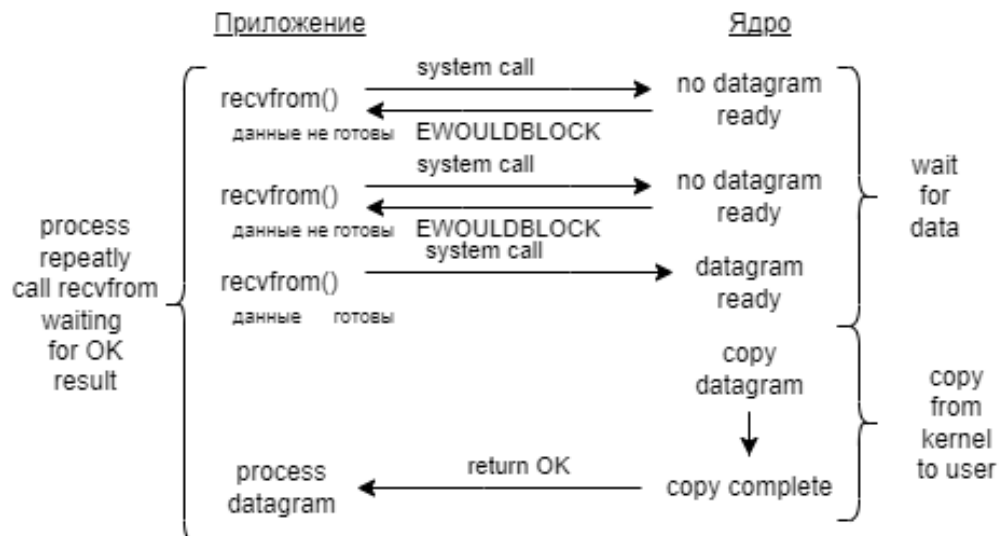 Приложение
Ядро
system call
recvfrom()
no datagram
ready
данные не готовы
EWOULDBLOCK
system call
recvfrom()
no datagram
ready
данные не готовы
EWOULDBLOCK
system call
recvfrom()
datagram
ready
данные готовы
wait
for
data
process
repeatly
call recvfrom
waiting
for OK
result
copy
datagram
copy
from
kernel
to user
return OK
process
datagram
copy complete